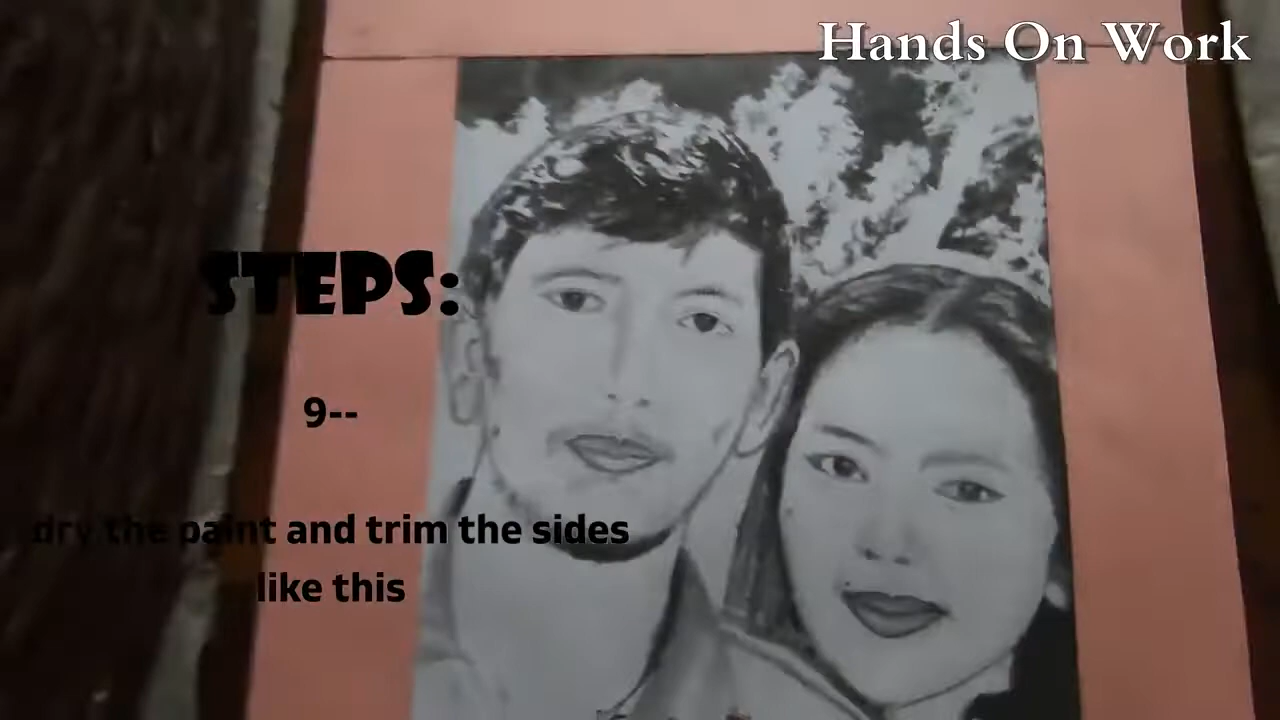 Hands On Work
STEPS:
9--
dry the paint and trim the sides
like this